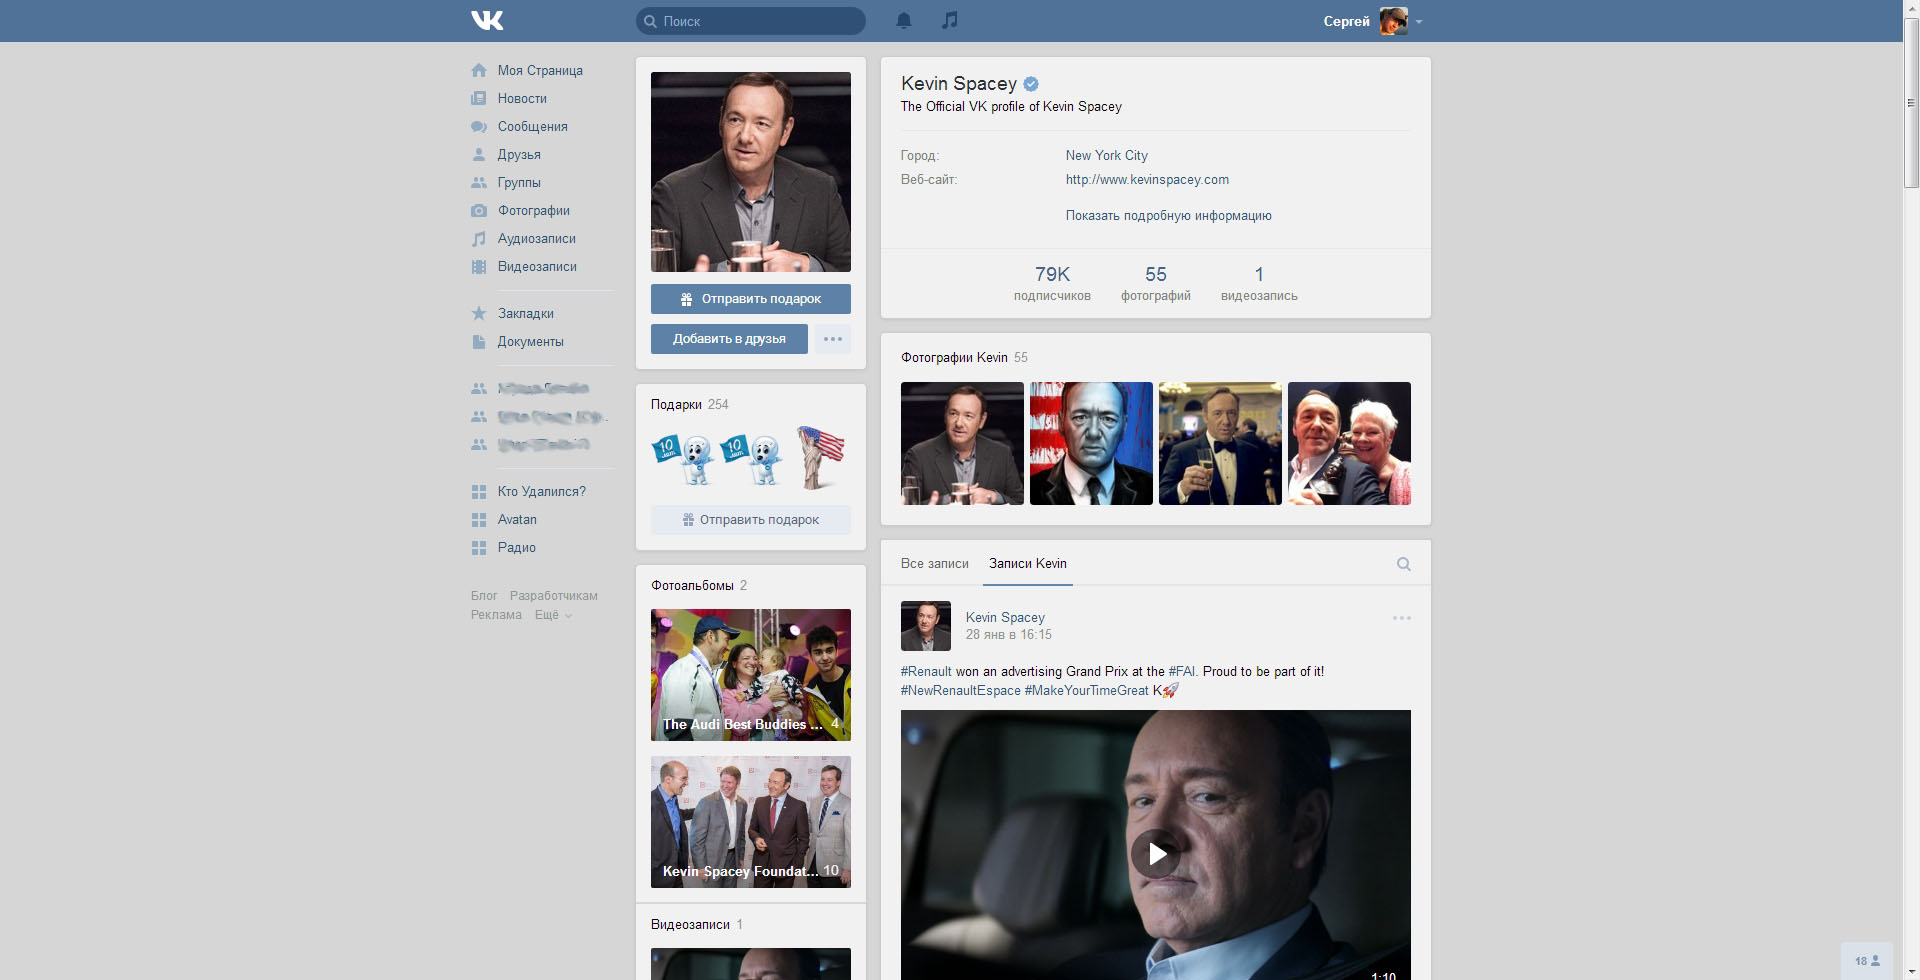 VK
Поиск
Сергей
Моя Страница
Новости
Сообщения
Друзья
Группы
Фотографии
Аудиозаписи
Видеозаписи
Закладки
Документы
Кто Удалился?
Avatan
Радио
Блог Разработчикам
Реклама Ещё
Отправить подарок
Добавить в друзья
Подарки 254
10
10
Отправить подарок
Фотоальбомы 2
The Audi Best Buddies ... 4
Kevin Spacey Foundat... 10
Видеозаписи 1
Kevin Spacey
The Official VK profile of Kevin Spacey
Город: New York City
Веб-сайт: http://www.kevinspacey.com
Показать подробную информацию
79K 55 1
подписчиков фотографий видеозапись
Фотографии Kevin 55
Все записи Записи Kevin
Kevin Spacey
28 янв в 16:15
#Renault won an advertising Grand Prix at the #FAI. Proud to be part of it!
#NewRenaultEspace #MakeYourTimeGreat K🚀
1:10
18